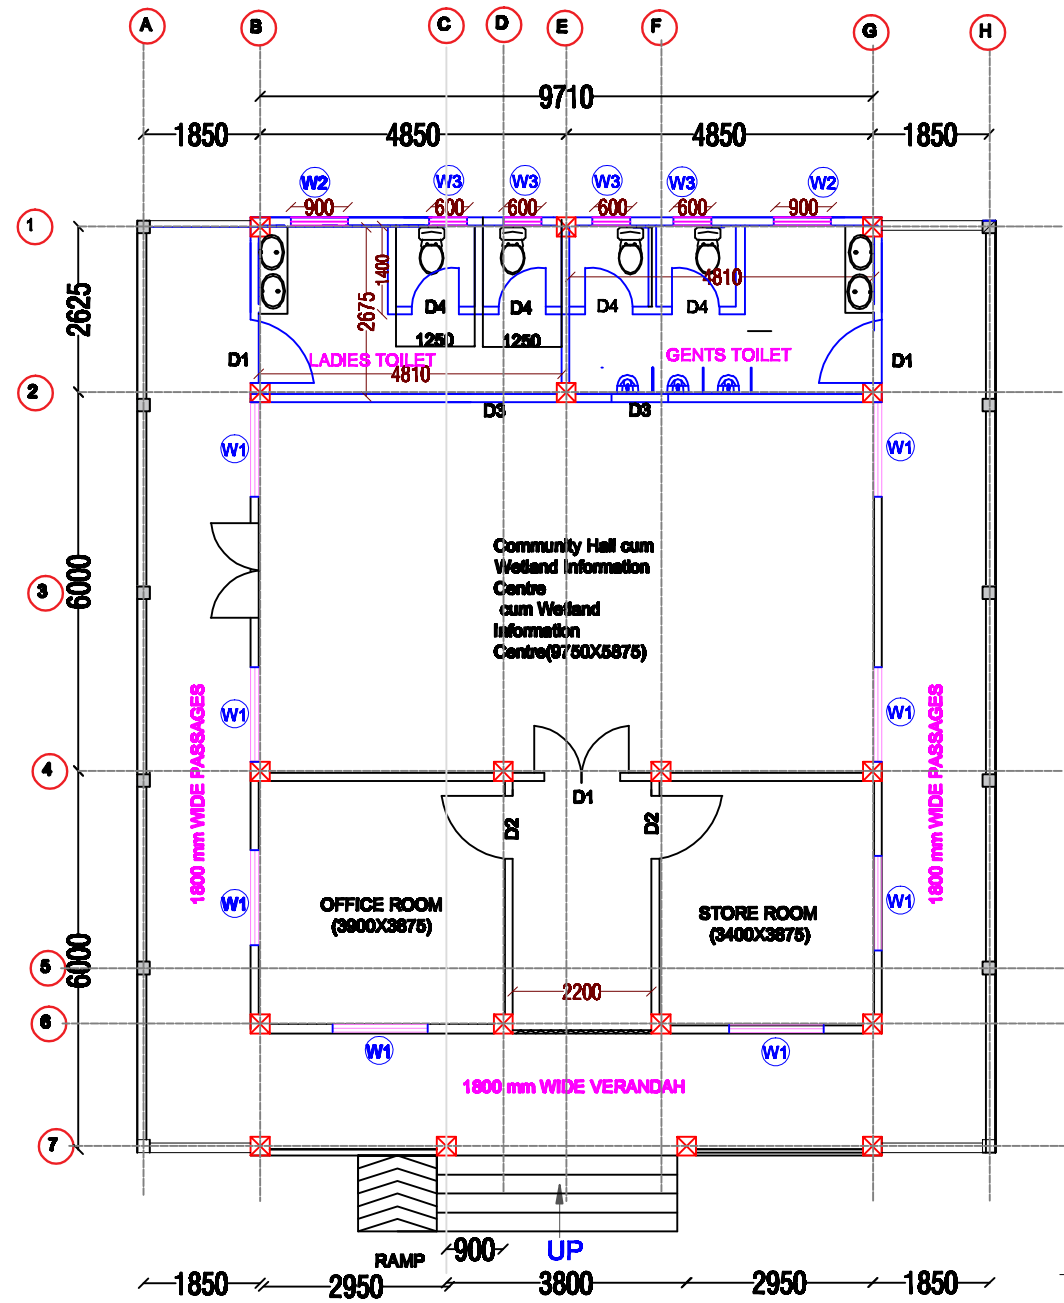 A B C D E F G H
9710
1850 4850 4850 1850
W2 W3 W3 W3 W3 W2
900 600 600 600 600 900
1
2625
1400
2675
4810
D4 D4 D4 D4
1250 1250
D1 LADIES TOILET GENTS TOILET D1
4810
2
D3 D3
W1 W1
Community Hall cum
Wetland Information
Centre
cum Wetland
Information
Centre(9750X5875)
3
6000
1800 mm WIDE PASSAGES
1800 mm WIDE PASSAGES
W1 W1
4
D1
D2 D2
W1 W1
OFFICE ROOM
(3900X3875)
STORE ROOM
(3400X3875)
5
6000
2200
6
W1 W1
1800 mm WIDE VERANDAH
7
RAMP 900 UP
1850 2950 3800 2950 1850